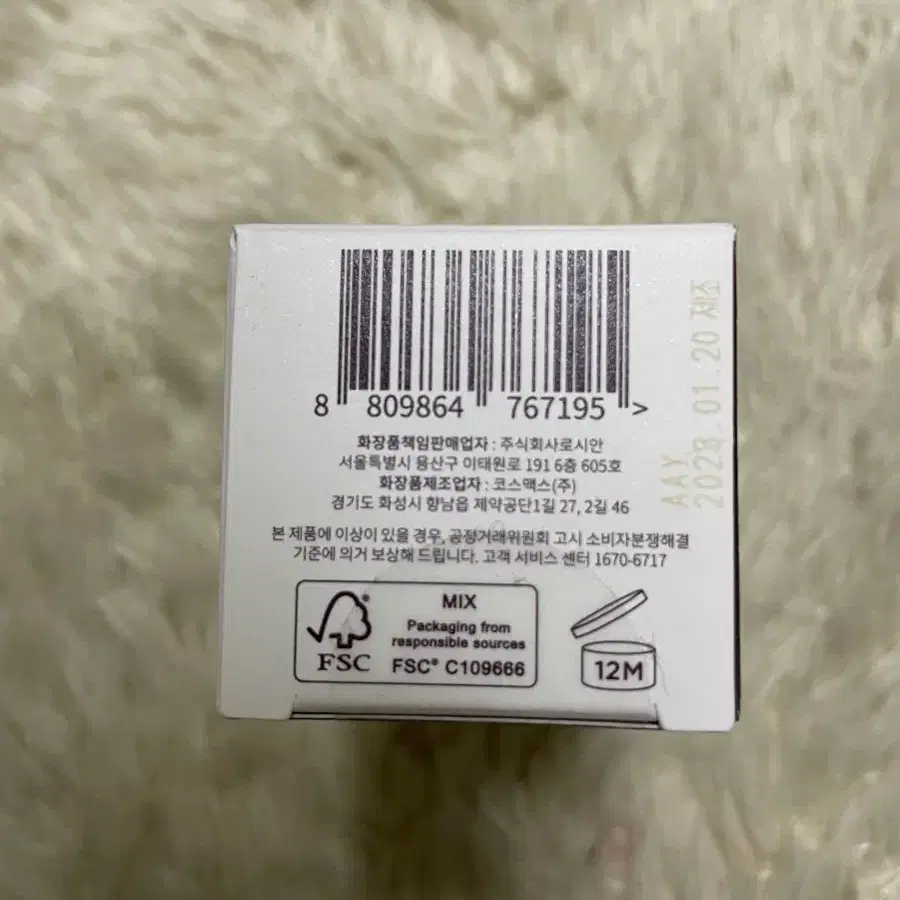 8 809864 767195 >
화장품책임판매업자 : 주식회사로시안
서울특별시 용산구 이태원로 191 6층 605호
화장품제조업자 : 코스맥스(주)
경기도 화성시 향남읍 제약공단1길 27, 2길 46
본 제품에 이상이 있을 경우, 공정거래위원회 고시 소비자분쟁해결
기준에 의거 보상해 드립니다. 고객 서비스 센터 1670-6717
FSC
MIX
Packaging from
responsible sources
FSC® C109666
12M
AAY
2023.01.20 제조